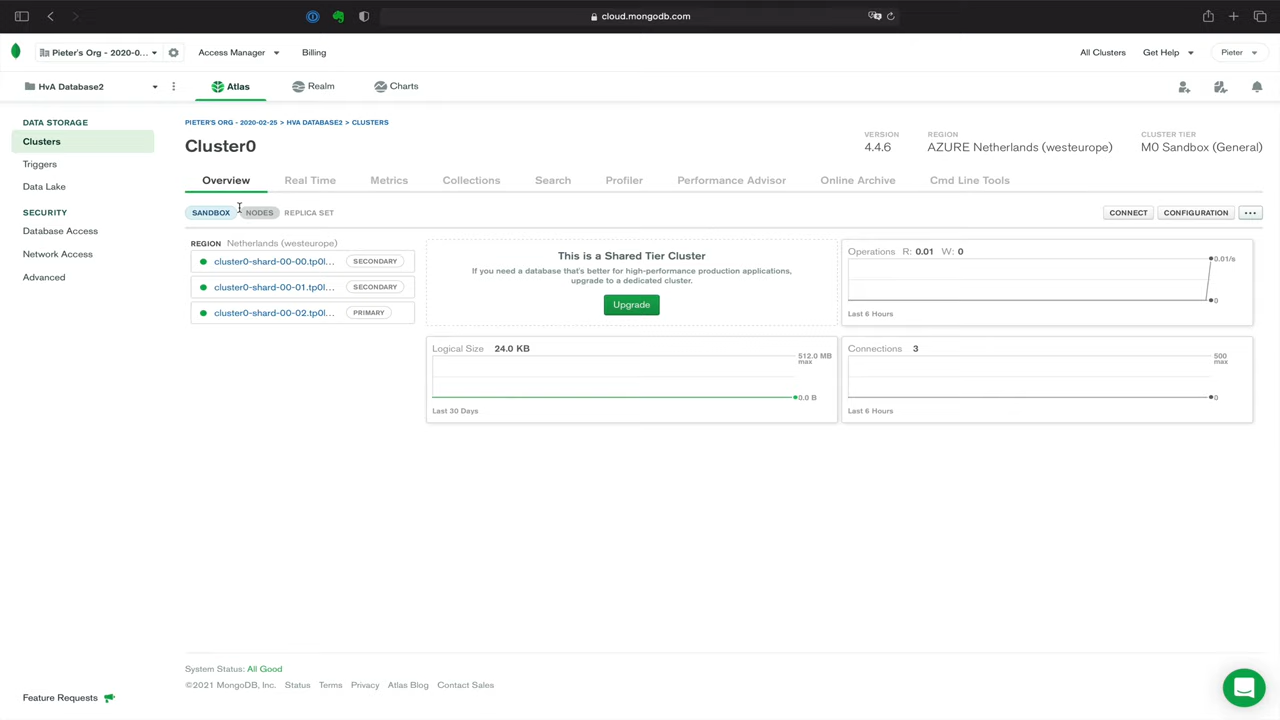 cloud.mongodb.com
Pieter's Org - 2020-0...
Access Manager
Billing
All Clusters
Get Help
Pieter
HvA Database2
Atlas
Realm
Charts
DATA STORAGE
Clusters
Triggers
Data Lake
SECURITY
Database Access
Network Access
Advanced
PIETER'S ORG - 2020-02-25 > HVA DATABASE2 > CLUSTERS
Cluster0
VERSION
4.4.6
REGION
AZURE Netherlands (westeurope)
CLUSTER TIER
M0 Sandbox (General)
Overview
Real Time
Metrics
Collections
Search
Profiler
Performance Advisor
Online Archive
Cmd Line Tools
SANDBOX
NODES
REPLICA SET
CONNECT
CONFIGURATION
...
REGION Netherlands (westeurope)
cluster0-shard-00-00.tp0l... SECONDARY
cluster0-shard-00-01.tp0l... SECONDARY
cluster0-shard-00-02.tp0l... PRIMARY
This is a Shared Tier Cluster
If you need a database that's better for high-performance production applications,
upgrade to a dedicated cluster.
Upgrade
Operations R: 0.01 W: 0
0.01/s
0
Last 6 Hours
Logical Size 24.0 KB
512.0 MB
max
0.0 B
Last 30 Days
Connections 3
500
max
0
Last 6 Hours
System Status: All Good
©2021 MongoDB, Inc. Status Terms Privacy Atlas Blog Contact Sales
Feature Requests